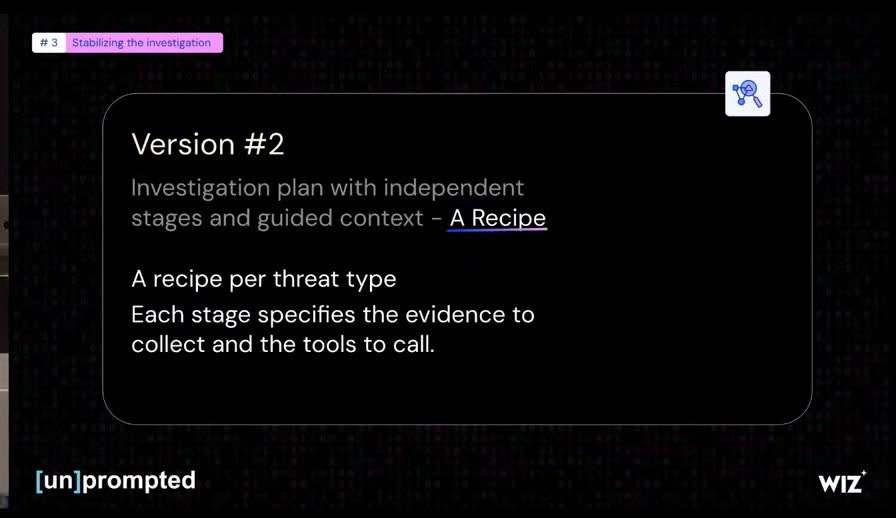 # 3 Stabilizing the investigation
Version #2
Investigation plan with independent
stages and guided context - A Recipe
A recipe per threat type
Each stage specifies the evidence to
collect and the tools to call.
[un]prompted
WIZ